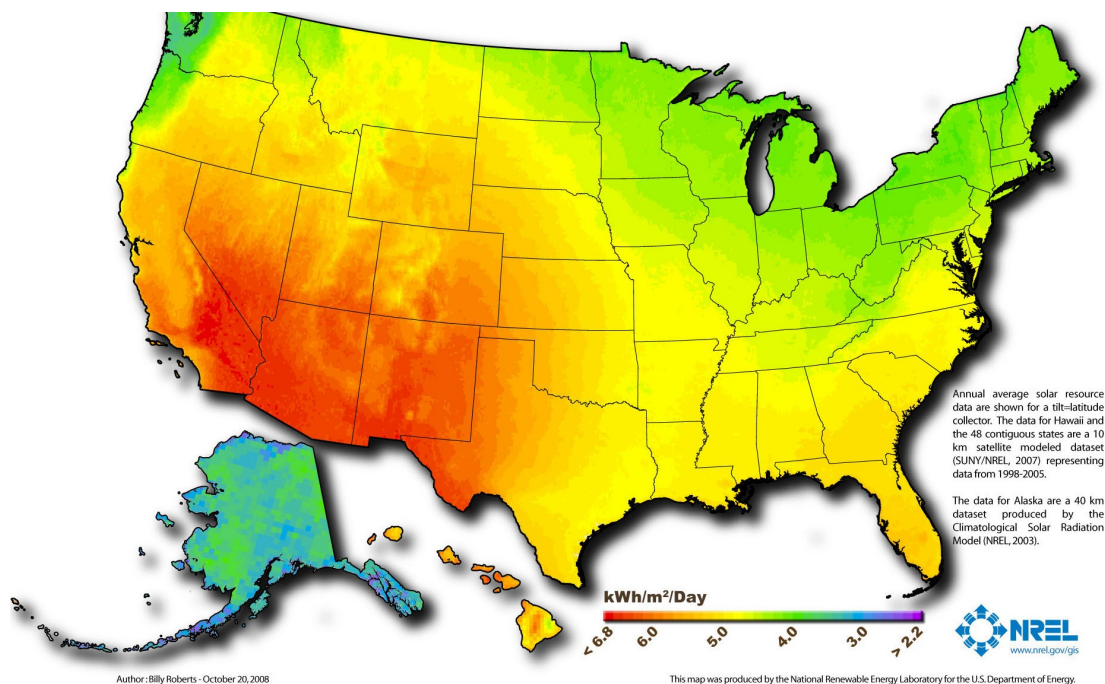 Annual average solar resource
data are shown for a tilt=latitude
collector. The data for Hawaii and
the 48 contiguous states are a 10
km satellite modeled dataset
(SUNY/NREL, 2007) representing
data from 1998-2005.
The data for Alaska are a 40 km
dataset produced by the
Climatological Solar Radiation
Model (NREL, 2003).
kWh/m²/Day
< 6.8 6.0 5.0 4.0 3.0 > 2.2
NREL
www.nrel.gov/gis
Author : Billy Roberts - October 20, 2008
This map was produced by the National Renewable Energy Laboratory for the U.S. Department of Energy.